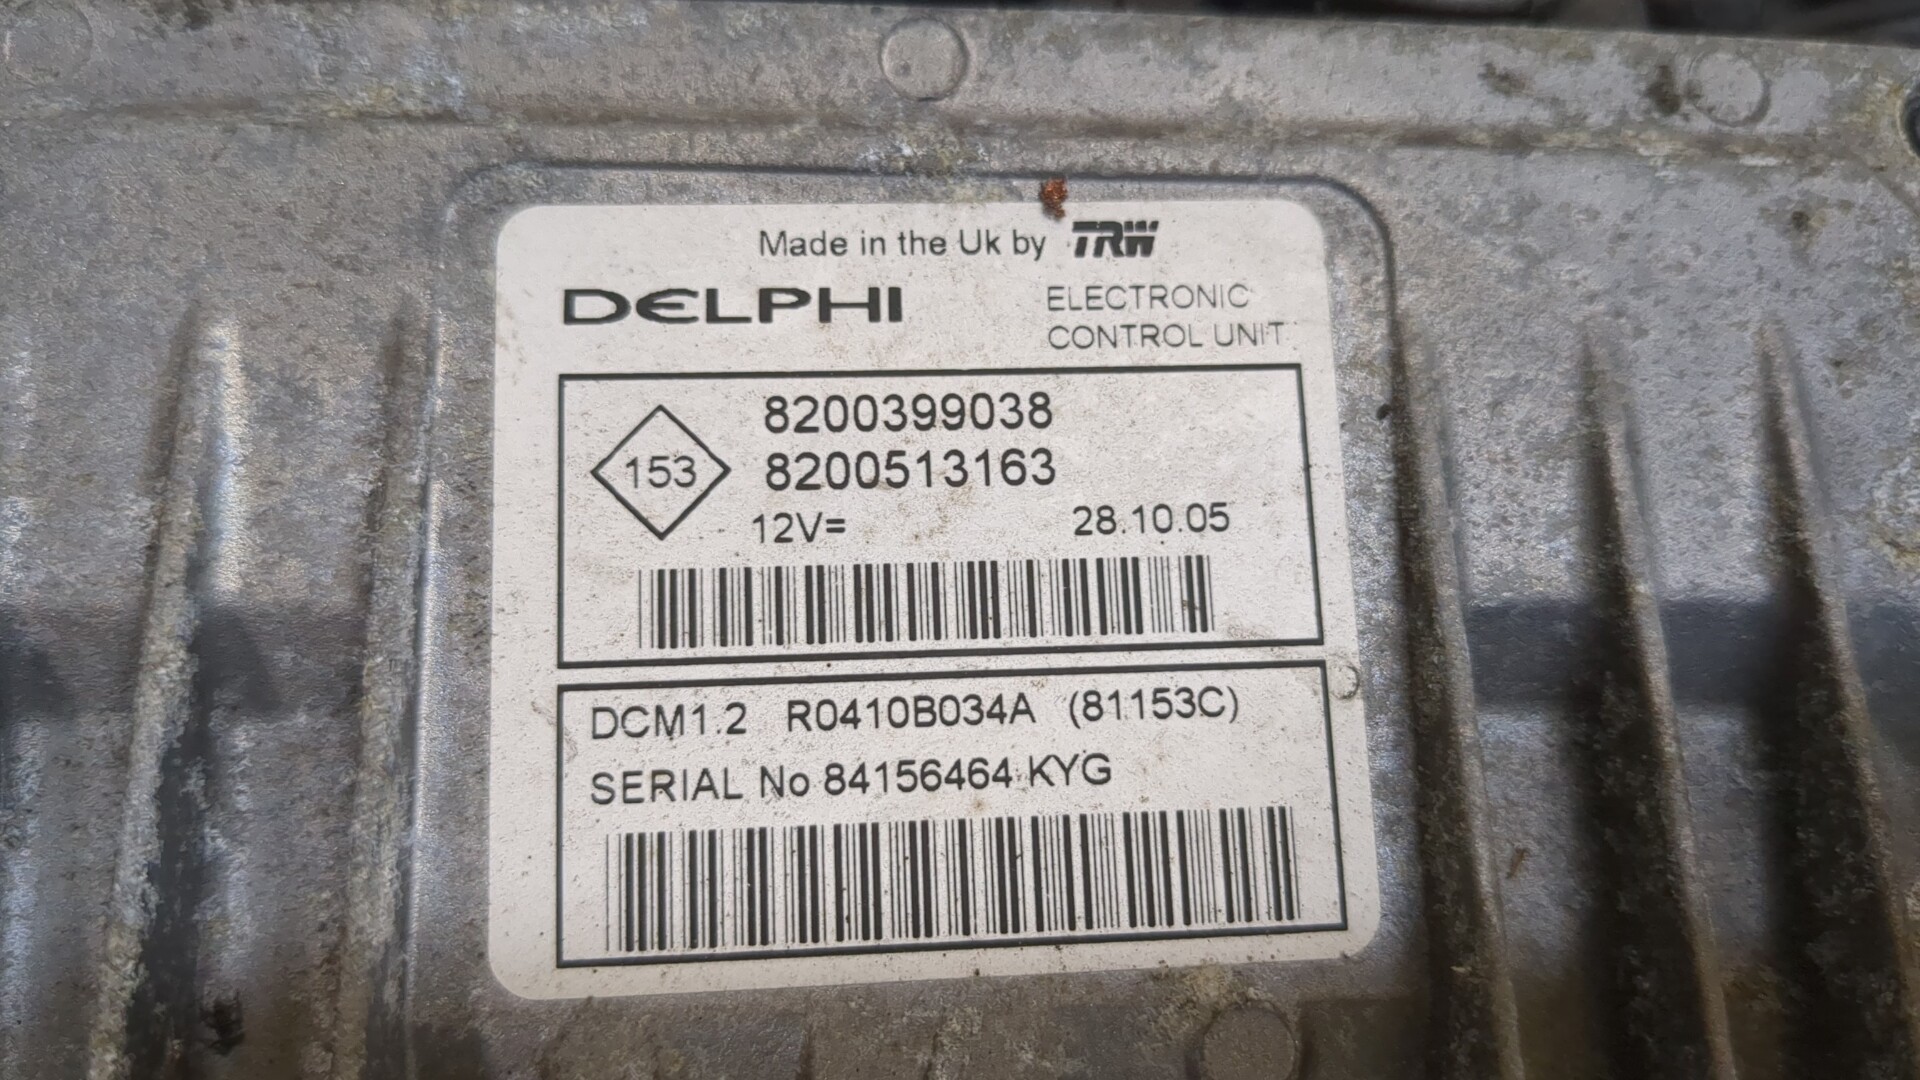 Made in the Uk by TRW
DELPHI
ELECTRONIC
CONTROL UNIT
8200399038
153
8200513163
12V=
28.10.05
DCM1.2 R0410B034A (81153C)
SERIAL No 84156464 KYG